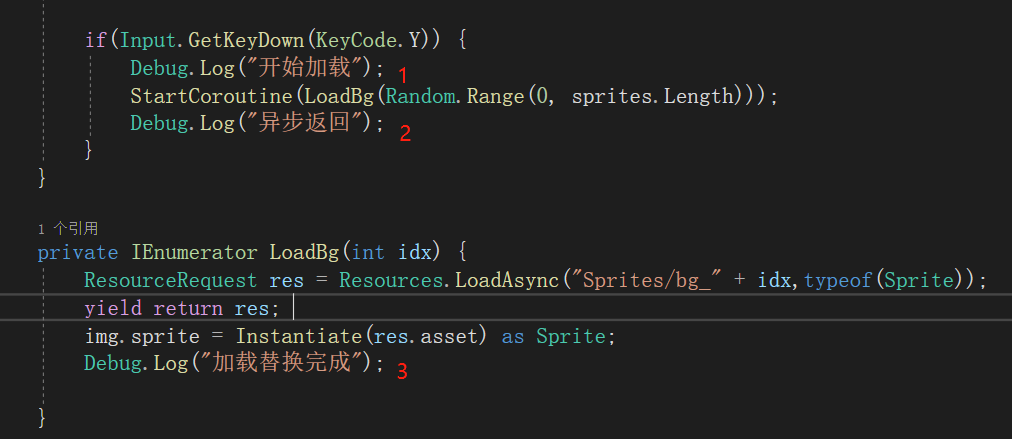 if(Input.GetKeyDown(KeyCode.Y)) {
Debug.Log("开始加载"); 1
StartCoroutine(LoadBg(Random.Range(0, sprites.Length)));
Debug.Log("异步返回"); 2
}
}
1 个引用
private IEnumerator LoadBg(int idx) {
ResourceRequest res = Resources.LoadAsync("Sprites/bg_" + idx,typeof(Sprite));
yield return res;
img.sprite = Instantiate(res.asset) as Sprite;
Debug.Log("加载替换完成"); 3
}